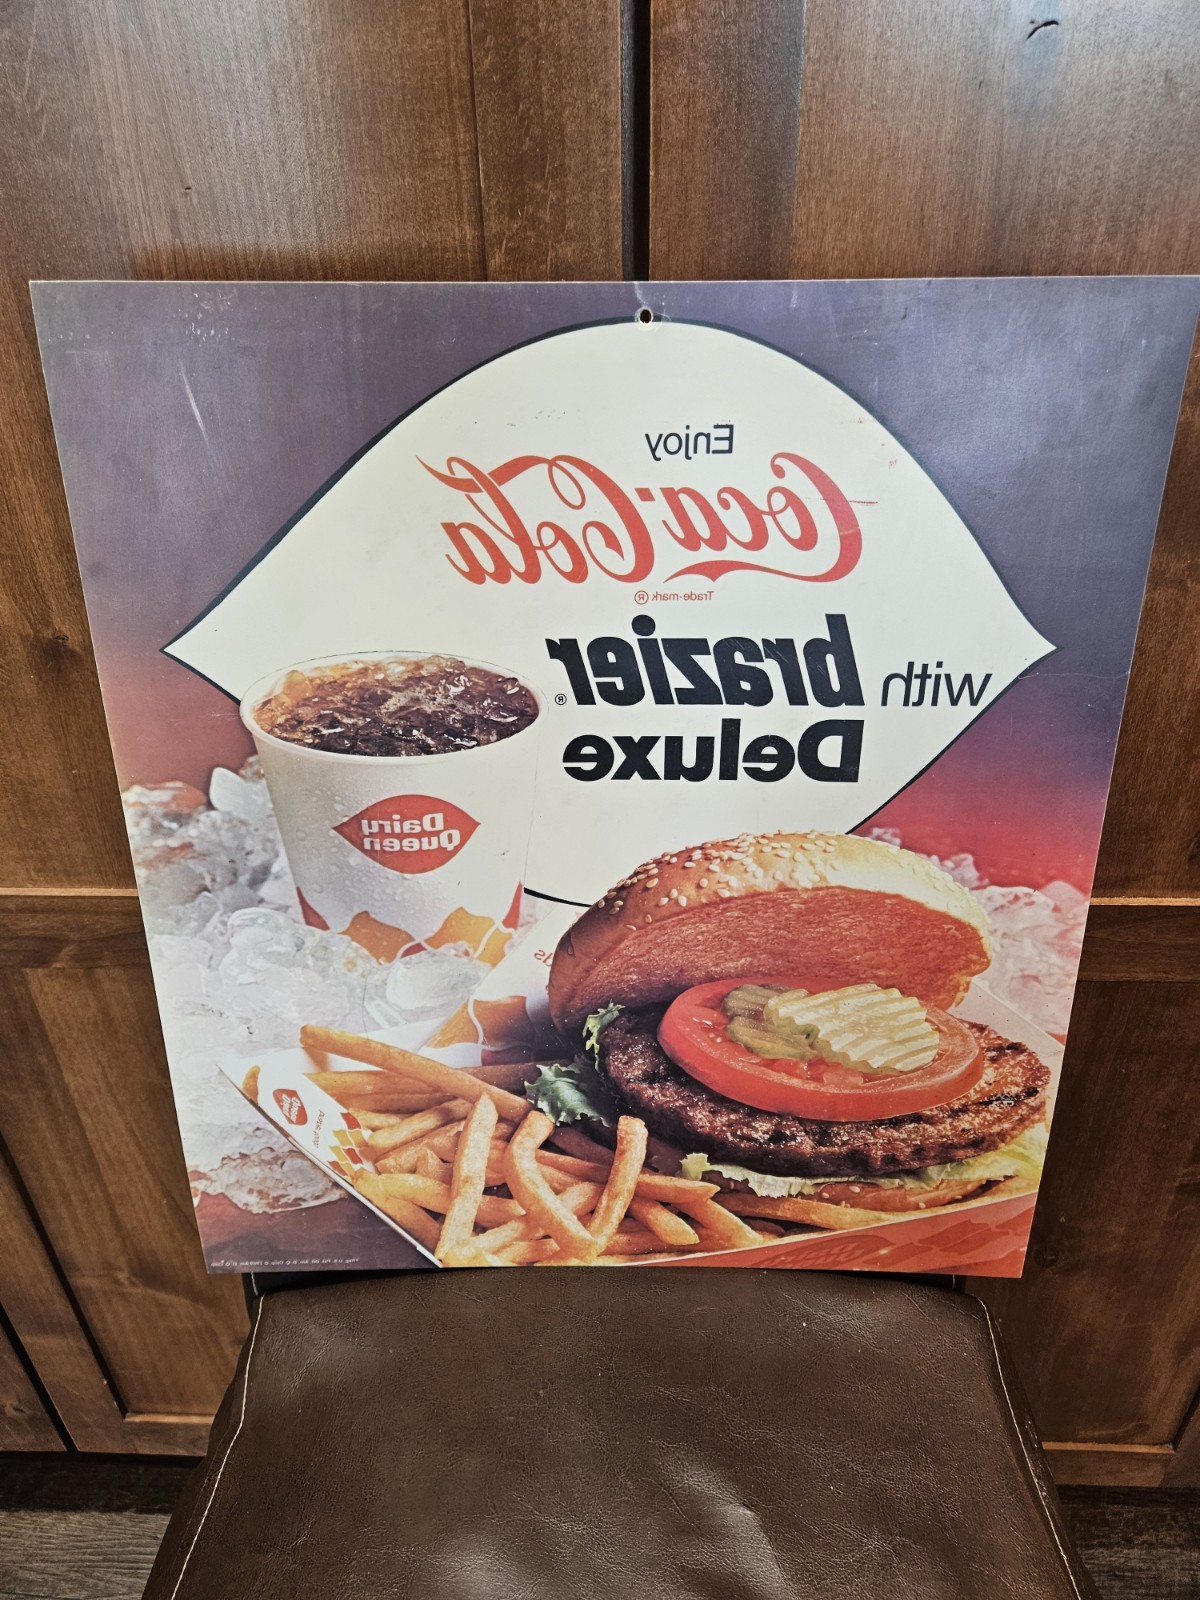 Enjoy
Coca-Cola
Trade-mark ®
with brazier®
Deluxe
Dairy
Queen